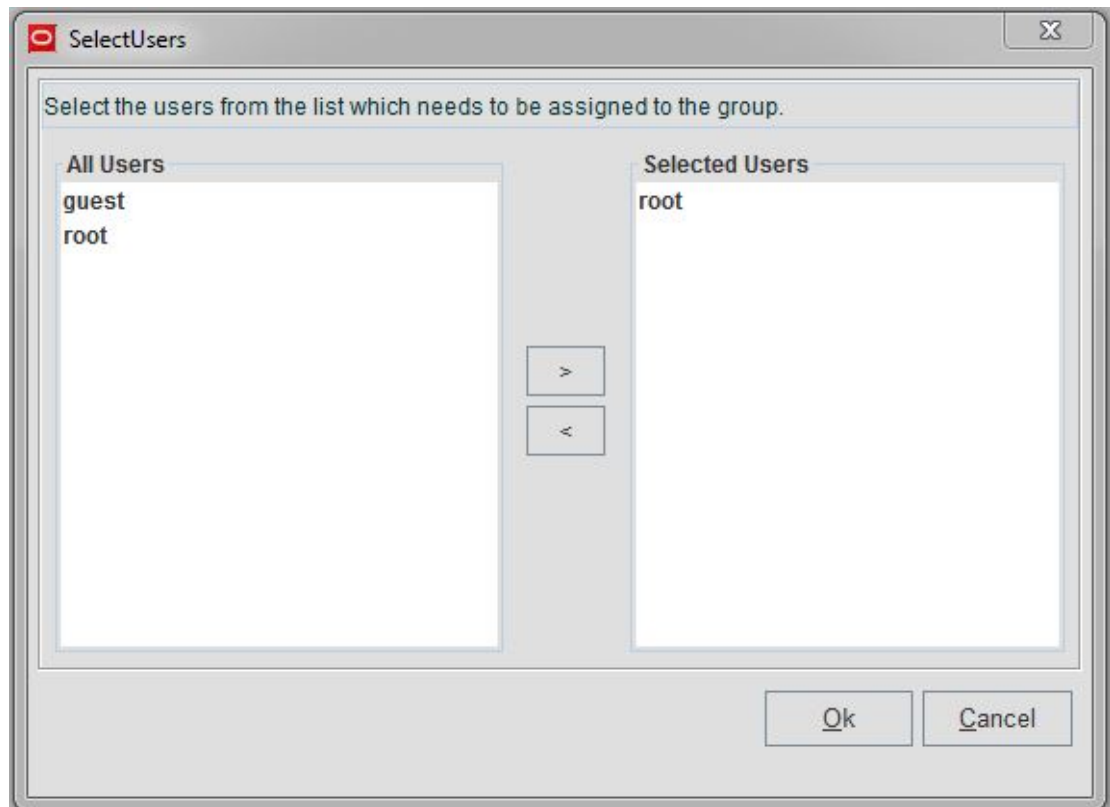 SelectUsers
Select the users from the list which needs to be assigned to the group.
All Users
guest
root
>
<
Selected Users
root
Ok
Cancel